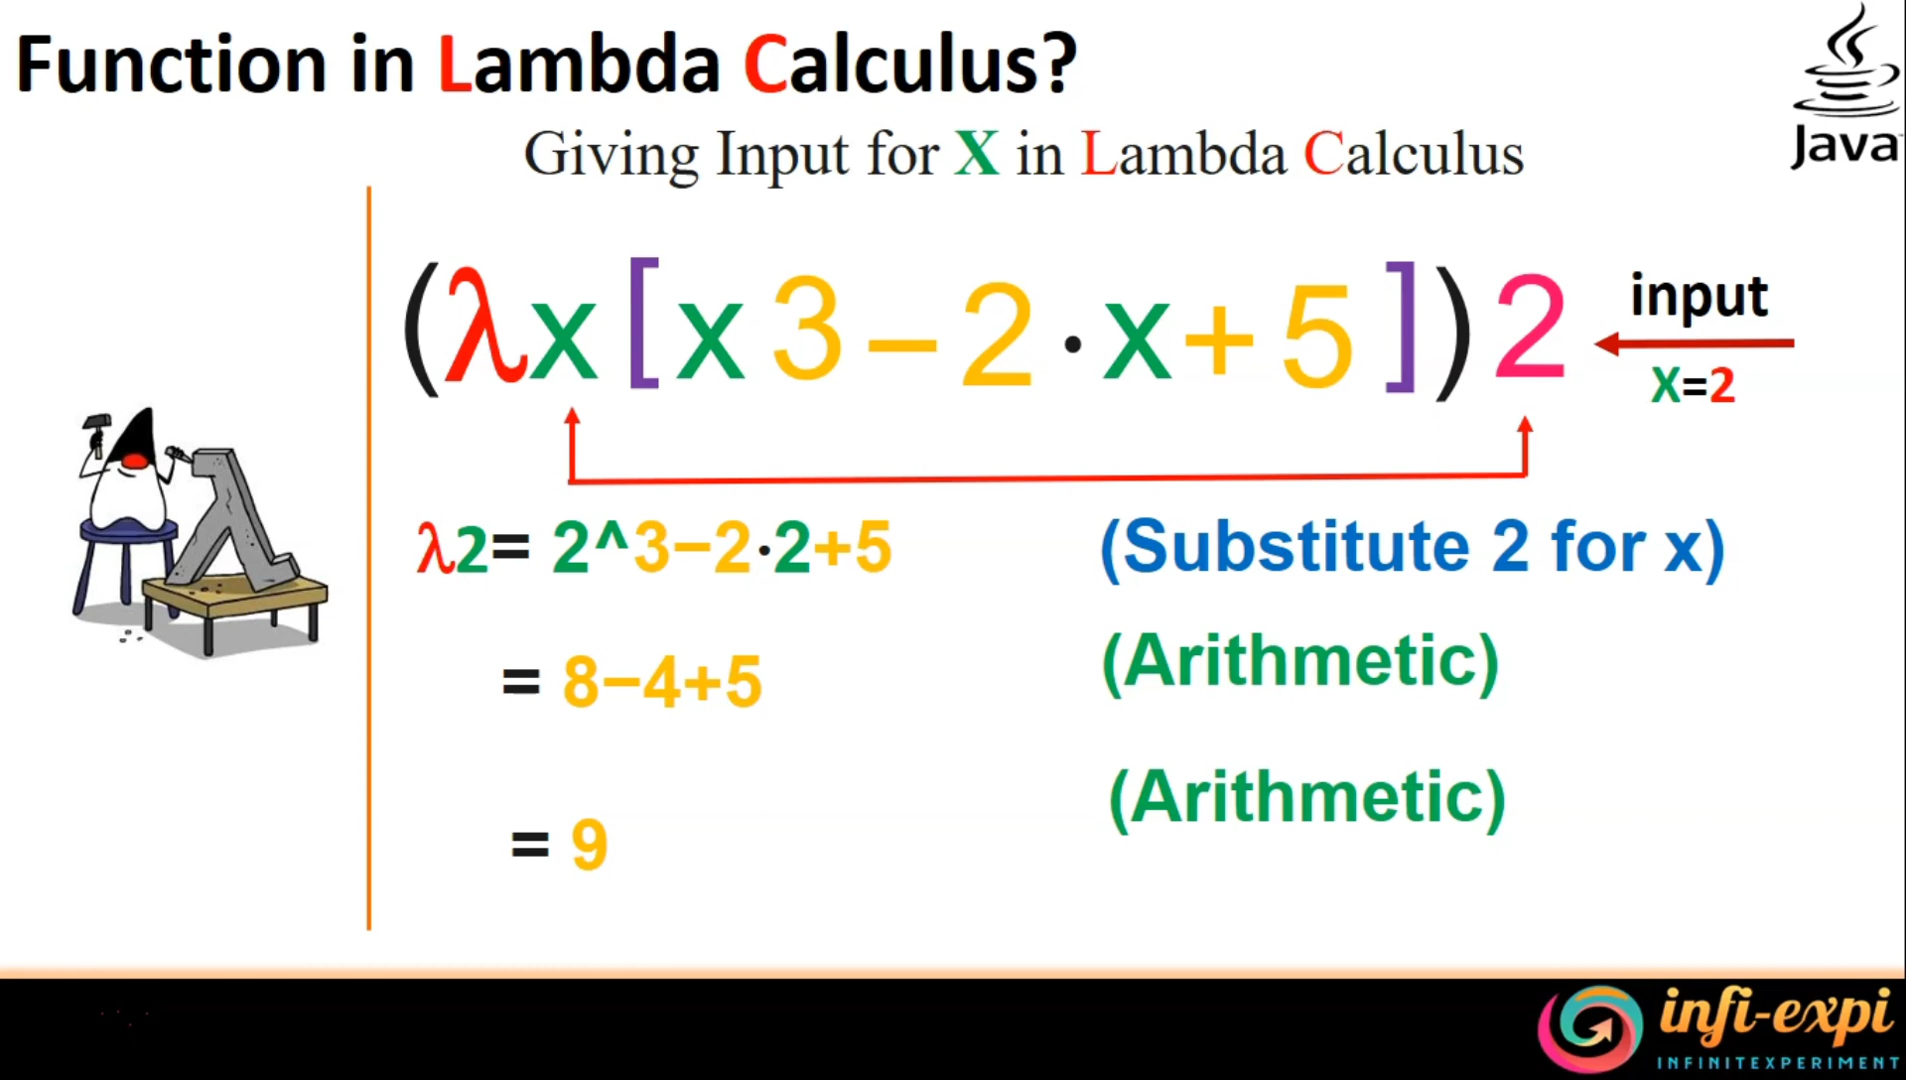 Function in Lambda Calculus?
Java
Giving Input for X in Lambda Calculus
(λx[x3−2·x+5])2
input
X=2
λ2= 2^3−2·2+5 (Substitute 2 for x)
= 8−4+5 (Arithmetic)
= 9 (Arithmetic)
infi-expi
INFINITEXPERIMENT